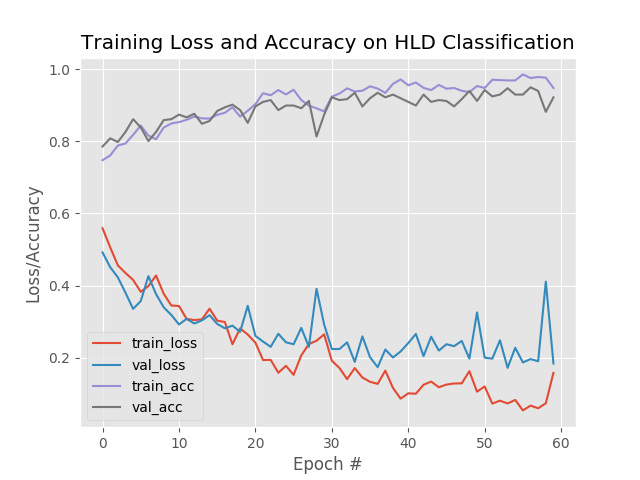 Training Loss and Accuracy on HLD Classification
1.0
0.8
0.6
0.4
0.2
Loss/Accuracy
train_loss
val_loss
train_acc
val_acc
0
10
20
30
40
50
60
Epoch #